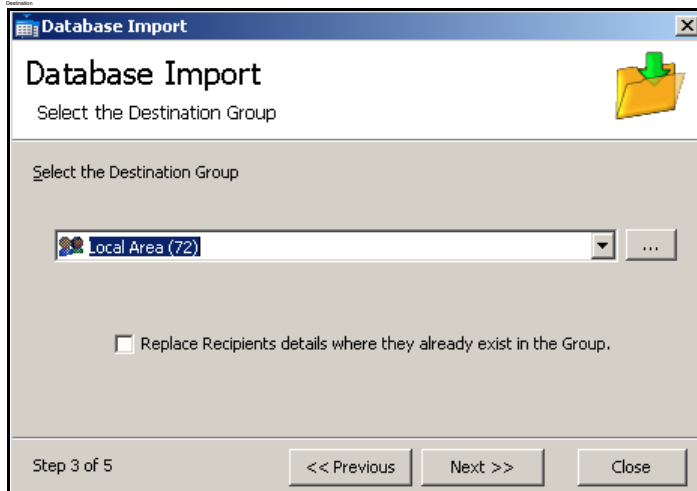 Destination
Database Import
Database Import
Select the Destination Group
Select the Destination Group
Local Area (72)
...
Replace Recipients details where they already exist in the Group.
Step 3 of 5
<< Previous
Next >>
Close